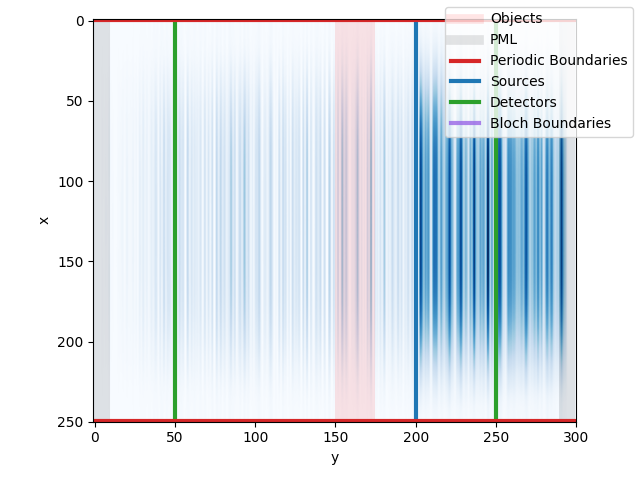 Objects
PML
Periodic Boundaries
Sources
Detectors
Bloch Boundaries
0
50
100
150
200
250
x
0
50
100
150
200
250
300
y